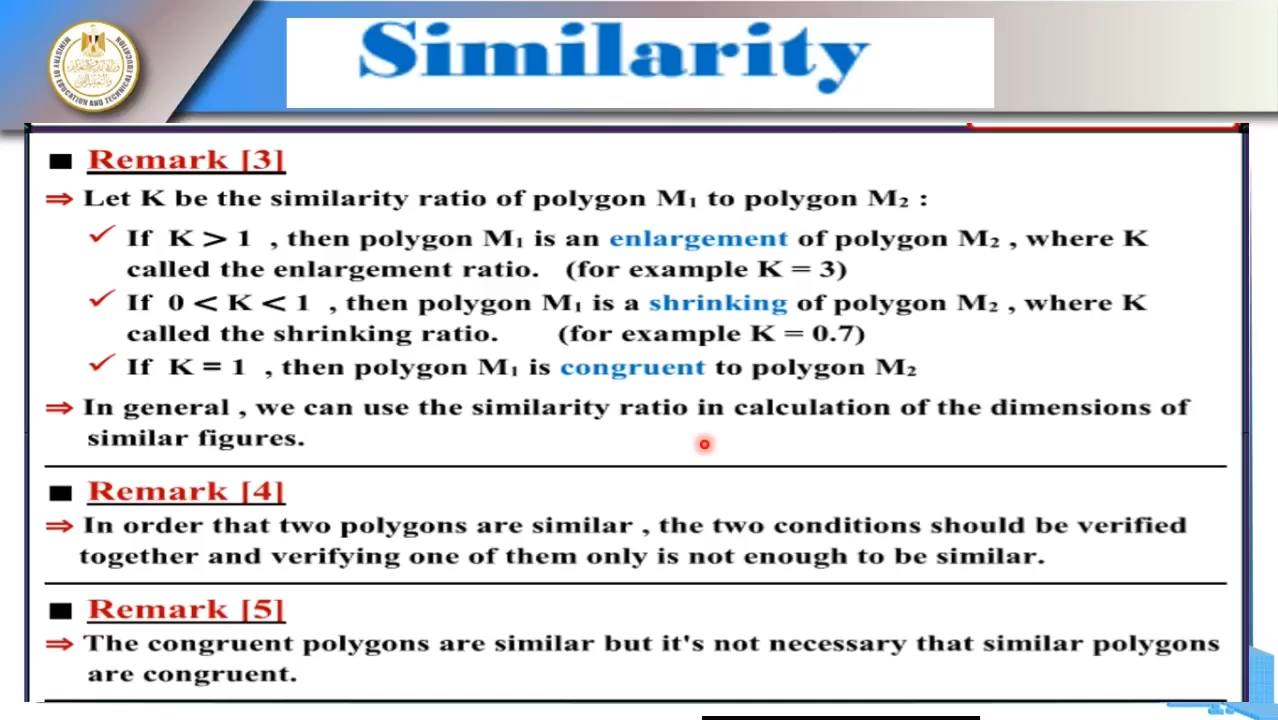 Similarity
MINISTRY OF EDUCATION AND TECHNICAL EDUCATION
■ Remark [3]
⇒ Let K be the similarity ratio of polygon M₁ to polygon M₂ :
✓ If K > 1 , then polygon M₁ is an enlargement of polygon M₂ , where K
called the enlargement ratio. (for example K = 3)
✓ If 0 < K < 1 , then polygon M₁ is a shrinking of polygon M₂ , where K
called the shrinking ratio. (for example K = 0.7)
✓ If K = 1 , then polygon M₁ is congruent to polygon M₂
⇒ In general , we can use the similarity ratio in calculation of the dimensions of
similar figures.
■ Remark [4]
⇒ In order that two polygons are similar , the two conditions should be verified
together and verifying one of them only is not enough to be similar.
■ Remark [5]
⇒ The congruent polygons are similar but it's not necessary that similar polygons
are congruent.